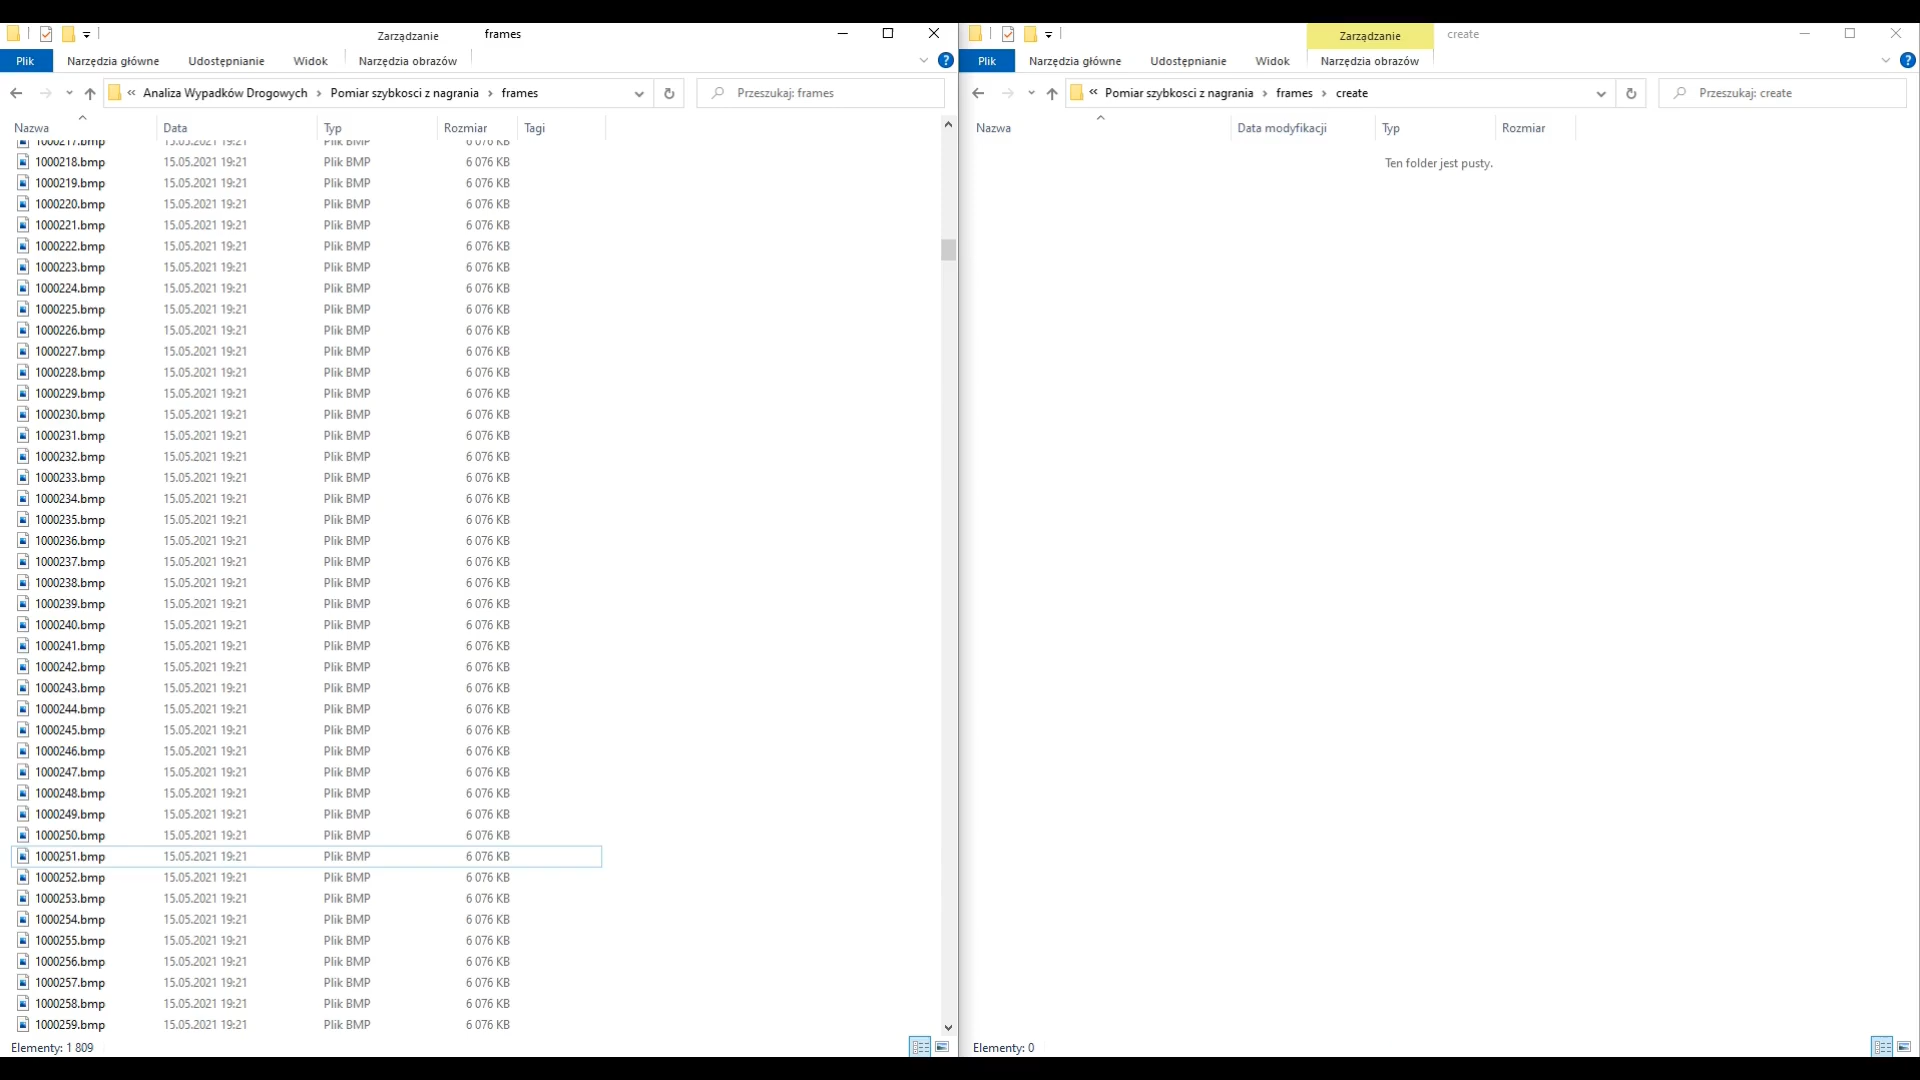 Zarządzanie frames
Plik Narzędzia główne Udostępnianie Widok Narzędzia obrazów
« Analiza Wypadków Drogowych › Pomiar szybkosci z nagrania › frames Przeszukaj: frames
Nazwa Data Typ Rozmiar Tagi
1000217.bmp 15.05.2021 19:21 Plik BMP 6 076 KB
1000218.bmp 15.05.2021 19:21 Plik BMP 6 076 KB
1000219.bmp 15.05.2021 19:21 Plik BMP 6 076 KB
1000220.bmp 15.05.2021 19:21 Plik BMP 6 076 KB
1000221.bmp 15.05.2021 19:21 Plik BMP 6 076 KB
1000222.bmp 15.05.2021 19:21 Plik BMP 6 076 KB
1000223.bmp 15.05.2021 19:21 Plik BMP 6 076 KB
1000224.bmp 15.05.2021 19:21 Plik BMP 6 076 KB
1000225.bmp 15.05.2021 19:21 Plik BMP 6 076 KB
1000226.bmp 15.05.2021 19:21 Plik BMP 6 076 KB
1000227.bmp 15.05.2021 19:21 Plik BMP 6 076 KB
1000228.bmp 15.05.2021 19:21 Plik BMP 6 076 KB
1000229.bmp 15.05.2021 19:21 Plik BMP 6 076 KB
1000230.bmp 15.05.2021 19:21 Plik BMP 6 076 KB
1000231.bmp 15.05.2021 19:21 Plik BMP 6 076 KB
1000232.bmp 15.05.2021 19:21 Plik BMP 6 076 KB
1000233.bmp 15.05.2021 19:21 Plik BMP 6 076 KB
1000234.bmp 15.05.2021 19:21 Plik BMP 6 076 KB
1000235.bmp 15.05.2021 19:21 Plik BMP 6 076 KB
1000236.bmp 15.05.2021 19:21 Plik BMP 6 076 KB
1000237.bmp 15.05.2021 19:21 Plik BMP 6 076 KB
1000238.bmp 15.05.2021 19:21 Plik BMP 6 076 KB
1000239.bmp 15.05.2021 19:21 Plik BMP 6 076 KB
1000240.bmp 15.05.2021 19:21 Plik BMP 6 076 KB
1000241.bmp 15.05.2021 19:21 Plik BMP 6 076 KB
1000242.bmp 15.05.2021 19:21 Plik BMP 6 076 KB
1000243.bmp 15.05.2021 19:21 Plik BMP 6 076 KB
1000244.bmp 15.05.2021 19:21 Plik BMP 6 076 KB
1000245.bmp 15.05.2021 19:21 Plik BMP 6 076 KB
1000246.bmp 15.05.2021 19:21 Plik BMP 6 076 KB
1000247.bmp 15.05.2021 19:21 Plik BMP 6 076 KB
1000248.bmp 15.05.2021 19:21 Plik BMP 6 076 KB
1000249.bmp 15.05.2021 19:21 Plik BMP 6 076 KB
1000250.bmp 15.05.2021 19:21 Plik BMP 6 076 KB
1000251.bmp 15.05.2021 19:21 Plik BMP 6 076 KB
1000252.bmp 15.05.2021 19:21 Plik BMP 6 076 KB
1000253.bmp 15.05.2021 19:21 Plik BMP 6 076 KB
1000254.bmp 15.05.2021 19:21 Plik BMP 6 076 KB
1000255.bmp 15.05.2021 19:21 Plik BMP 6 076 KB
1000256.bmp 15.05.2021 19:21 Plik BMP 6 076 KB
1000257.bmp 15.05.2021 19:21 Plik BMP 6 076 KB
1000258.bmp 15.05.2021 19:21 Plik BMP 6 076 KB
1000259.bmp 15.05.2021 19:21 Plik BMP 6 076 KB
Elementy: 1 809
Zarządzanie create
Plik Narzędzia główne Udostępnianie Widok Narzędzia obrazów
« Pomiar szybkosci z nagrania › frames › create Przeszukaj: create
Nazwa Data modyfikacji Typ Rozmiar
Ten folder jest pusty.
Elementy: 0